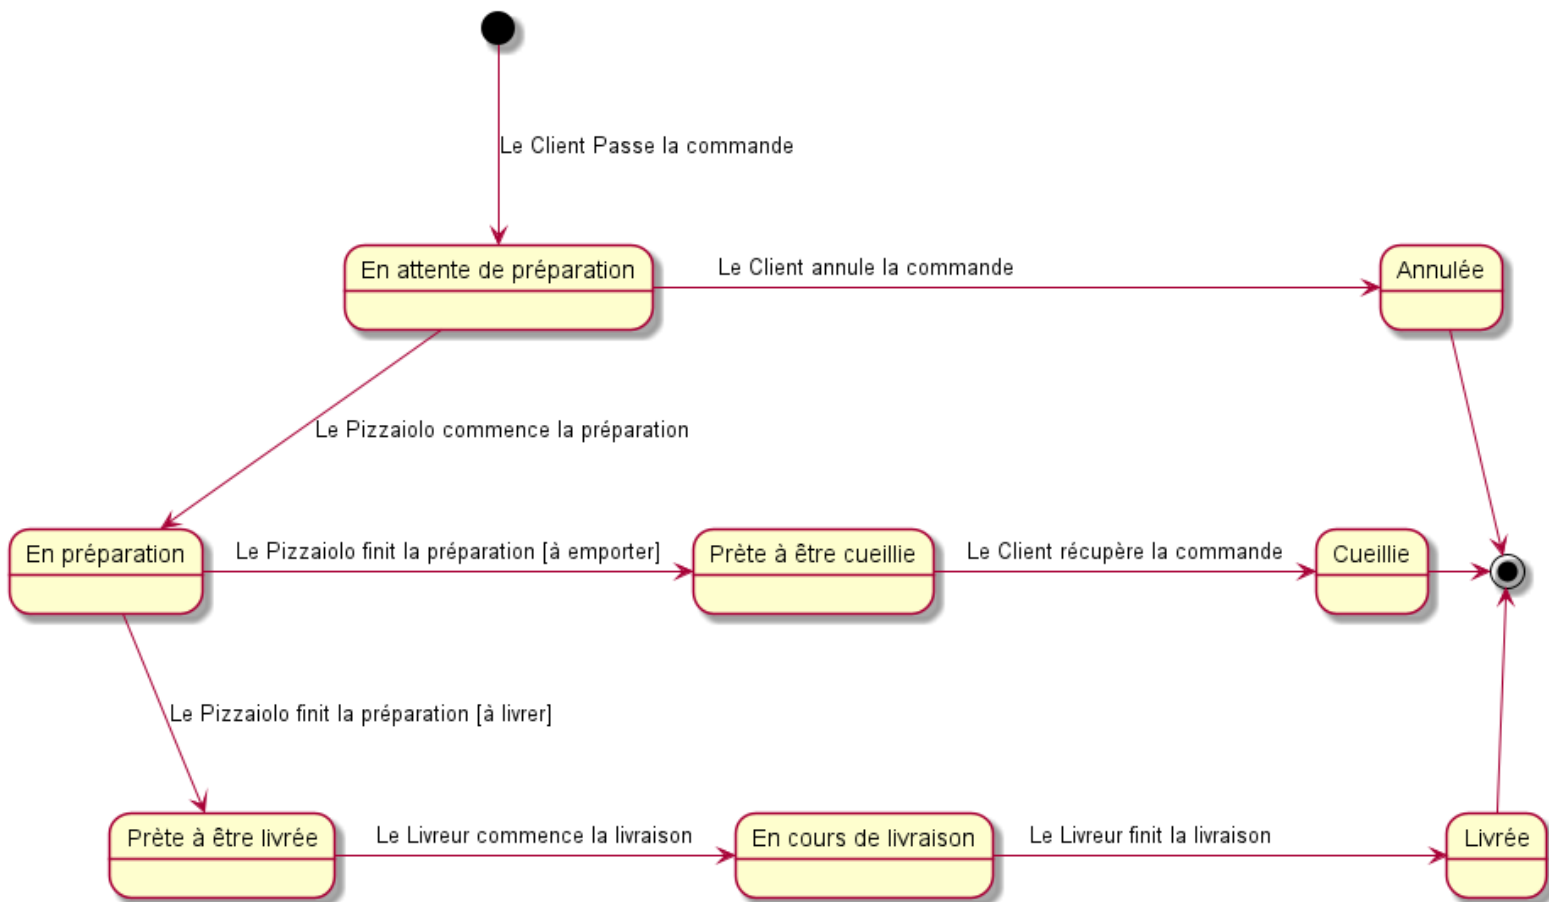 Le Client Passe la commande
En attente de préparation
Le Client annule la commande
Annulée
Le Pizzaiolo commence la préparation
En préparation
Le Pizzaiolo finit la préparation [à emporter]
Prète à être cueillie
Le Client récupère la commande
Cueillie
Le Pizzaiolo finit la préparation [à livrer]
Prète à être livrée
Le Livreur commence la livraison
En cours de livraison
Le Livreur finit la livraison
Livrée